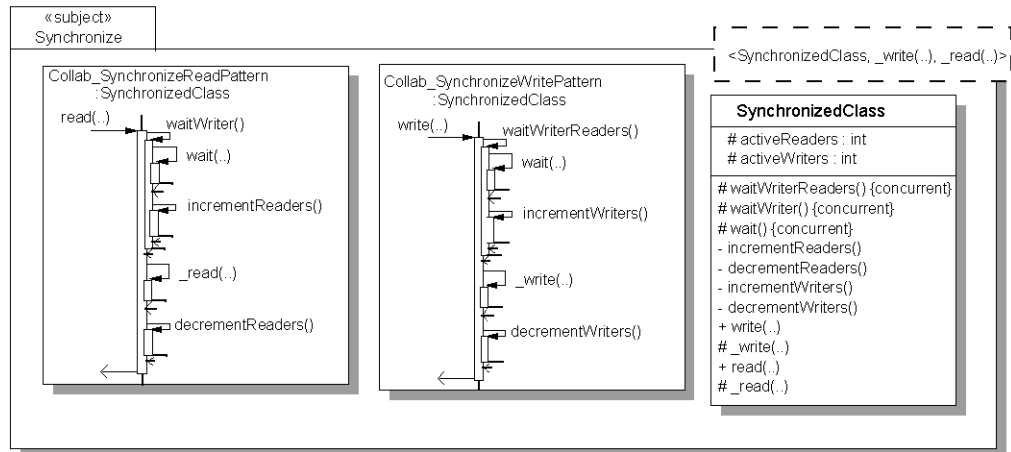 «subject»
Synchronize
<SynchronizedClass, _write(..), _read(..)>
Collab_SynchronizeReadPattern
:SynchronizedClass
read(..)
waitWriter()
wait(..)
incrementReaders()
_read(..)
decrementReaders()
Collab_SynchronizeWritePattern
:SynchronizedClass
write(..)
waitWriterReaders()
wait(..)
incrementWriters()
_write(..)
decrementWriters()
SynchronizedClass
# activeReaders : int
# activeWriters : int
# waitWriterReaders() {concurrent}
# waitWriter() {concurrent}
# wait() {concurrent}
- incrementReaders()
- decrementReaders()
- incrementWriters()
- decrementWriters()
+ write(..)
# _write(..)
+ read(..)
# _read(..)